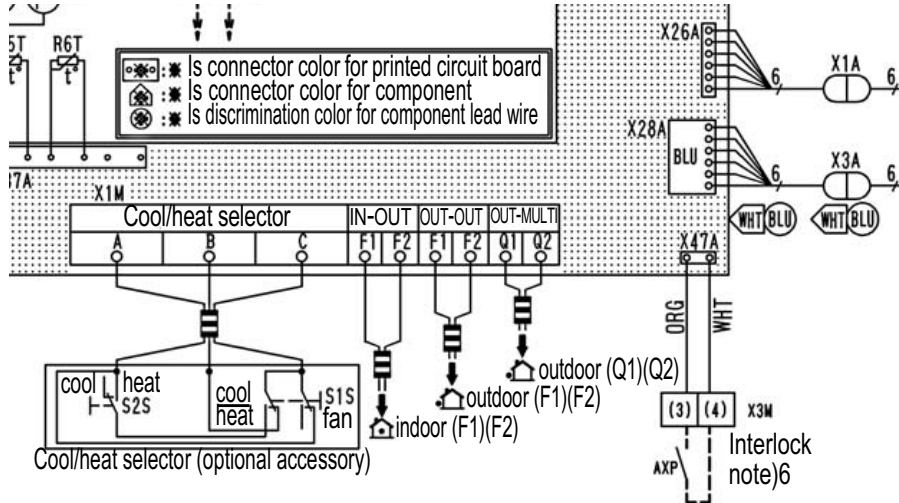 5T
R6T
t°
t°
: ※ Is connector color for printed circuit board
: ※ Is connector color for component
: ※ Is discrimination color for component lead wire
X26A
X1A
6
6
X28A
BLU
X3A
6
6
WHT BLU
WHT BLU
37A
X1M
Cool/heat selector
IN-OUT
OUT-OUT
OUT-MULTI
A
B
C
F1
F2
F1
F2
Q1
Q2
X47A
ORG
WHT
cool
heat
S2S
cool
heat
S1S
fan
outdoor (Q1)(Q2)
outdoor (F1)(F2)
indoor (F1)(F2)
Cool/heat selector (optional accessory)
(3)
(4)
X3M
AXP
Interlock
note)6